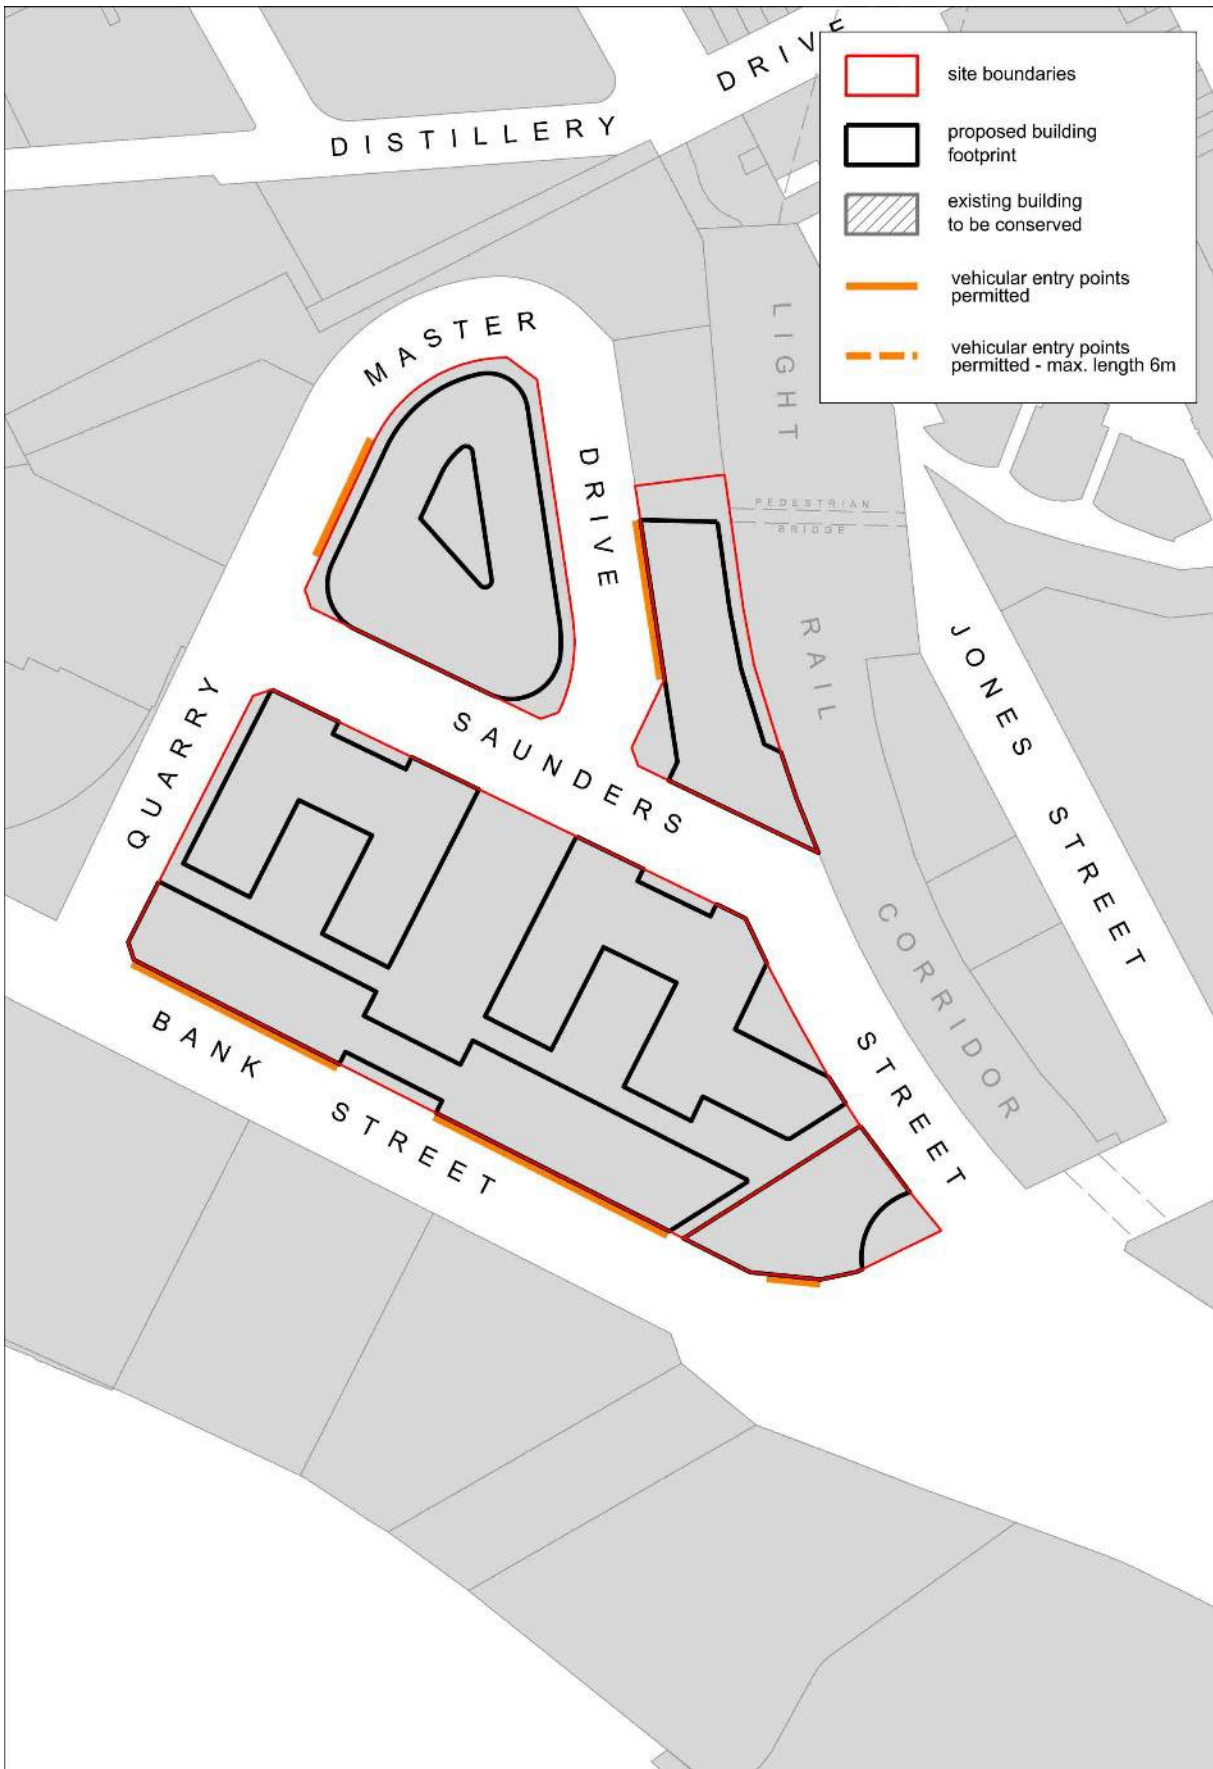 DRIVE
DISTILLERY
site boundaries
proposed building
footprint
existing building
to be conserved
vehicular entry points
permitted
vehicular entry points
permitted - max. length 6m
MASTER
DRIVE
LIGHT
PEDESTRIAN
BRIDGE
RAIL
JONES
STREET
QUARRY
SAUNDERS
STREET
CORRIDOR
BANK
STREET